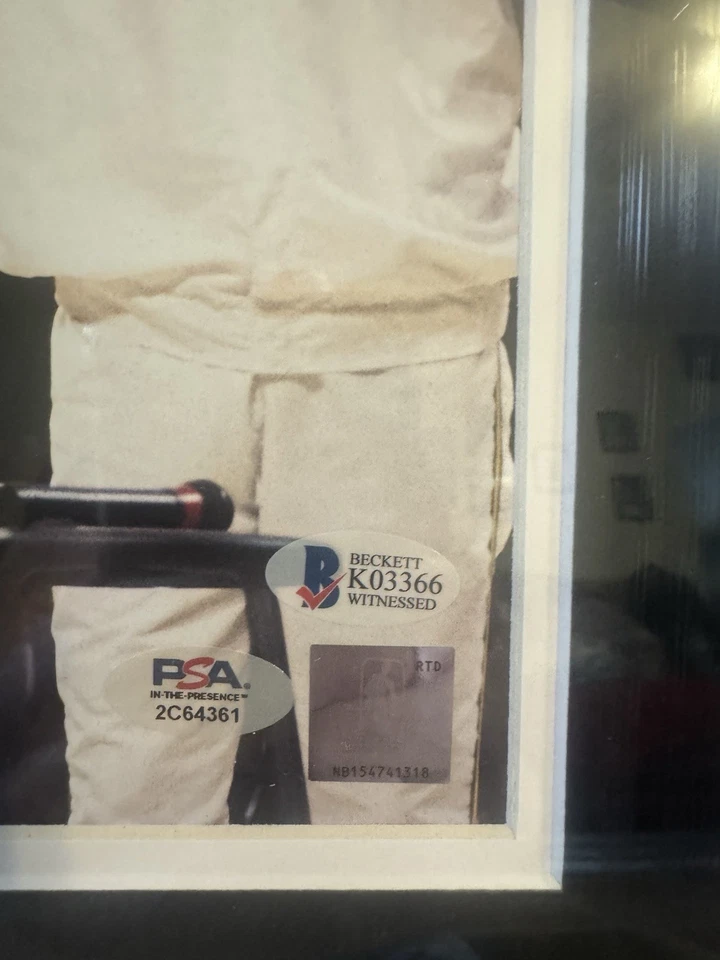 BECKETT
K03366
WITNESSED
PSA
IN-THE-PRESENCE
2C64361
RTD
NB154741318